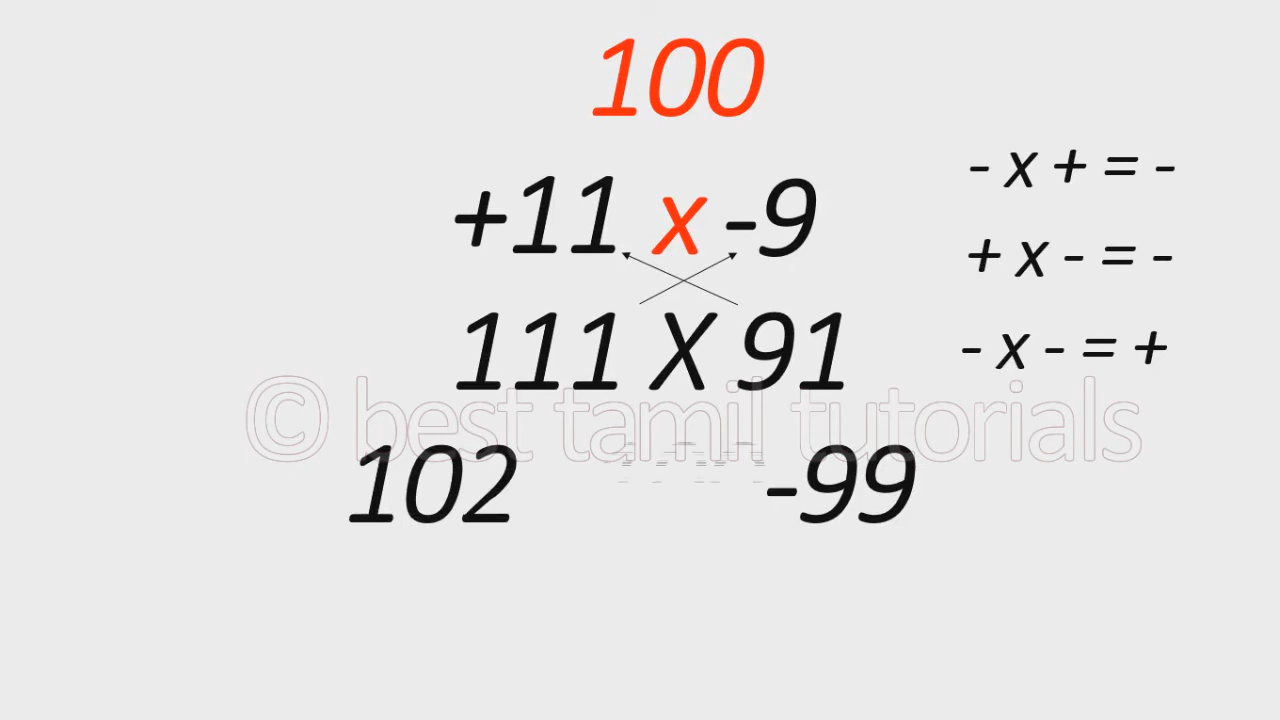 100
+11 x -9
111 X 91
102 -99
- x + = -
+ x - = -
- x - = +
© best tamil tutorials